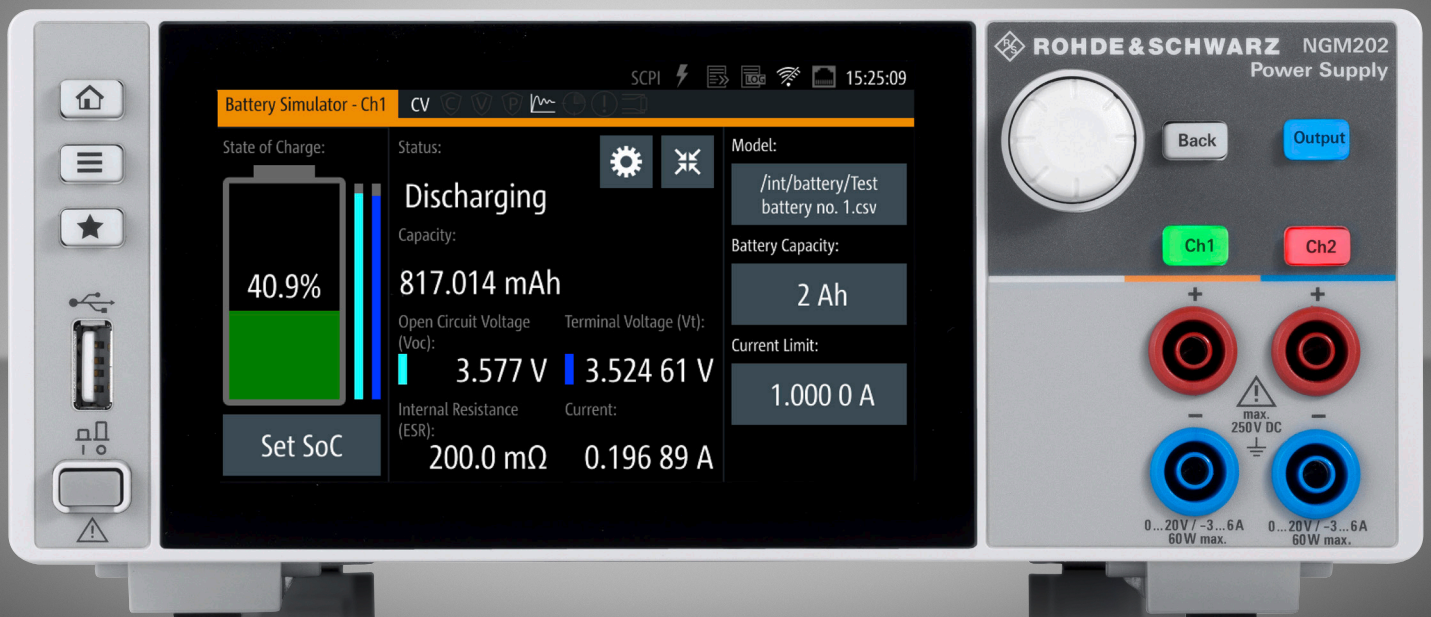 ROHDE & SCHWARZ NGM202
Power Supply
SCPI LOG 15:25:09
Battery Simulator - Ch1 CV C V P
State of Charge:
40.9%
Set SoC
Status:
Discharging
Capacity:
817.014 mAh
Open Circuit Voltage
(Voc):
3.577 V
Terminal Voltage (Vt):
3.524 61 V
Internal Resistance
(ESR):
200.0 mΩ
Current:
0.196 89 A
Model:
/int/battery/Test
battery no. 1.csv
Battery Capacity:
2 Ah
Current Limit:
1.000 0 A
Back
Output
Ch1
Ch2
+ +
- -
max.
250V DC
0...20V / -3...6A
60W max.
0...20V / -3...6A
60W max.
I O